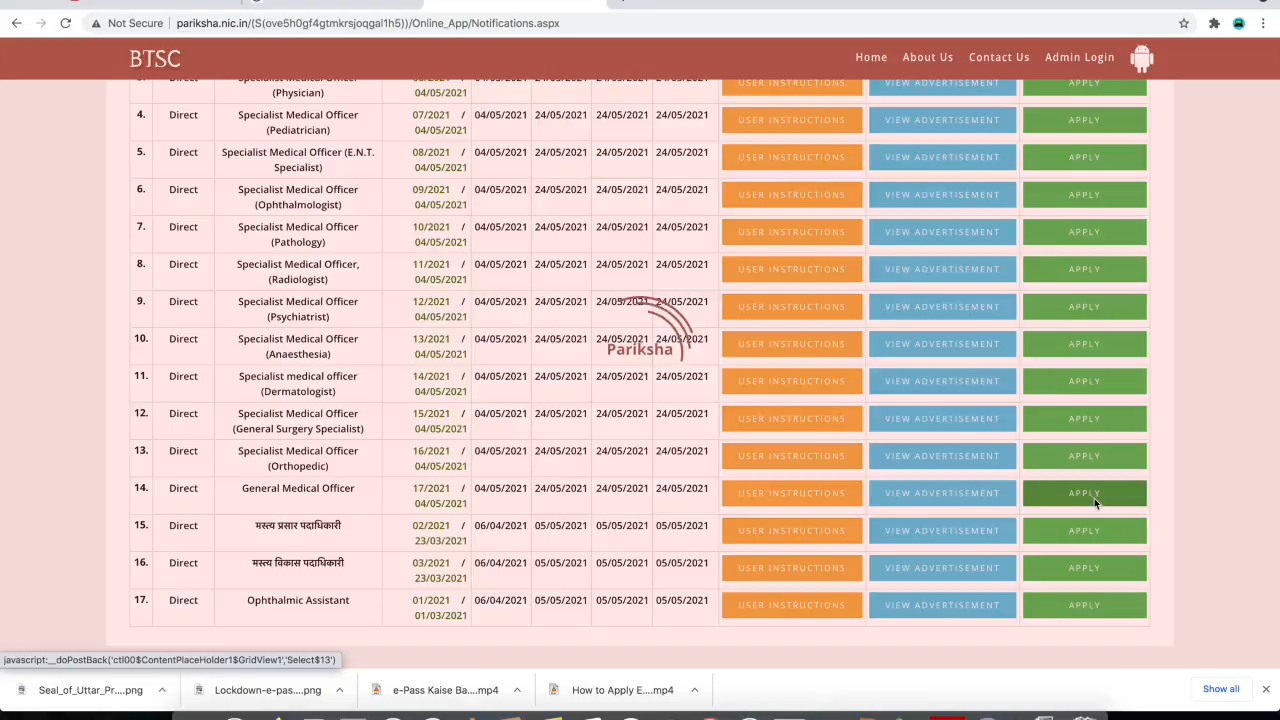 Not Secure | pariksha.nic.in/(S(ove5h0gf4gtmkrsjoqgal1h5))/Online_App/Notifications.aspx
BTSC Home About Us Contact Us Admin Login
(Physician) 04/05/2021 USER INSTRUCTIONS VIEW ADVERTISEMENT APPLY
4. Direct Specialist Medical Officer 07/2021 / 04/05/2021 24/05/2021 24/05/2021 24/05/2021 USER INSTRUCTIONS VIEW ADVERTISEMENT APPLY
(Pediatrician) 04/05/2021
5. Direct Specialist Medical Officer (E.N.T. 08/2021 / 04/05/2021 24/05/2021 24/05/2021 24/05/2021 USER INSTRUCTIONS VIEW ADVERTISEMENT APPLY
Specialist) 04/05/2021
6. Direct Specialist Medical Officer 09/2021 / 04/05/2021 24/05/2021 24/05/2021 24/05/2021 USER INSTRUCTIONS VIEW ADVERTISEMENT APPLY
(Ophthalmologist) 04/05/2021
7. Direct Specialist Medical Officer 10/2021 / 04/05/2021 24/05/2021 24/05/2021 24/05/2021 USER INSTRUCTIONS VIEW ADVERTISEMENT APPLY
(Pathology) 04/05/2021
8. Direct Specialist Medical Officer, 11/2021 / 04/05/2021 24/05/2021 24/05/2021 24/05/2021 USER INSTRUCTIONS VIEW ADVERTISEMENT APPLY
(Radiologist) 04/05/2021
9. Direct Specialist Medical Officer 12/2021 / 04/05/2021 24/05/2021 24/05/2021 24/05/2021 USER INSTRUCTIONS VIEW ADVERTISEMENT APPLY
(Psychiatrist) 04/05/2021
10. Direct Specialist Medical Officer 13/2021 / 04/05/2021 24/05/2021 24/05/2021 24/05/2021 USER INSTRUCTIONS VIEW ADVERTISEMENT APPLY
(Anaesthesia) 04/05/2021 Pariksha
11. Direct Specialist medical officer 14/2021 / 04/05/2021 24/05/2021 24/05/2021 24/05/2021 USER INSTRUCTIONS VIEW ADVERTISEMENT APPLY
(Dermatologist) 04/05/2021
12. Direct Specialist Medical Officer 15/2021 / 04/05/2021 24/05/2021 24/05/2021 24/05/2021 USER INSTRUCTIONS VIEW ADVERTISEMENT APPLY
(General Surgery Specialist) 04/05/2021
13. Direct Specialist Medical Officer 16/2021 / 04/05/2021 24/05/2021 24/05/2021 24/05/2021 USER INSTRUCTIONS VIEW ADVERTISEMENT APPLY
(Orthopedic) 04/05/2021
14. Direct General Medical Officer 17/2021 / 04/05/2021 24/05/2021 24/05/2021 24/05/2021 USER INSTRUCTIONS VIEW ADVERTISEMENT APPLY
04/05/2021
15. Direct मत्स्य प्रसार पदाधिकारी 02/2021 / 06/04/2021 05/05/2021 05/05/2021 05/05/2021 USER INSTRUCTIONS VIEW ADVERTISEMENT APPLY
23/03/2021
16. Direct मत्स्य विकास पदाधिकारी 03/2021 / 06/04/2021 05/05/2021 05/05/2021 05/05/2021 USER INSTRUCTIONS VIEW ADVERTISEMENT APPLY
23/03/2021
17. Direct Ophthalmic Assistant 01/2021 / 06/04/2021 05/05/2021 05/05/2021 05/05/2021 USER INSTRUCTIONS VIEW ADVERTISEMENT APPLY
01/03/2021
javascript:__doPostBack('ctl00$ContentPlaceHolder1$GridView1','Select$13')
Seal_of_Uttar_Pr....png Lockdown-e-pas....png e-Pass Kaise Ba....mp4 How to Apply E....mp4 Show all